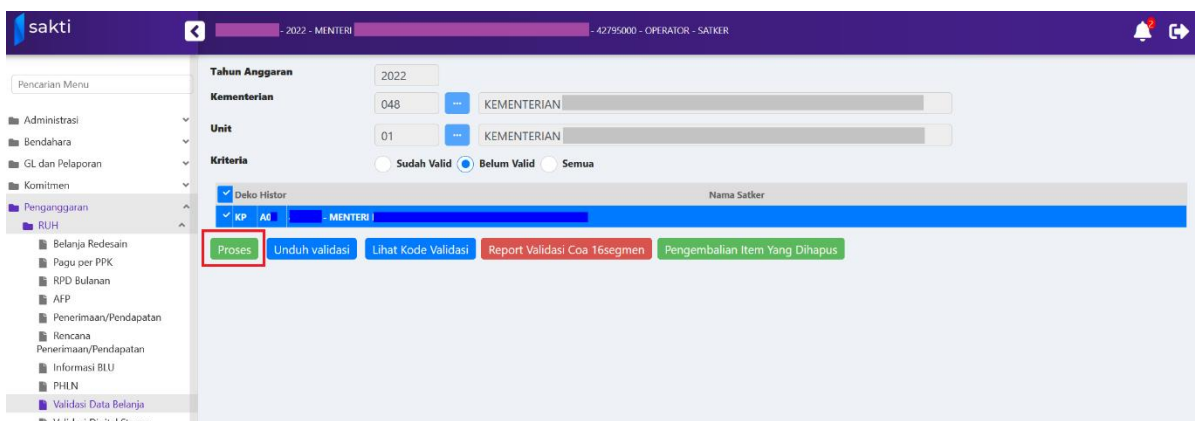 sakti
- 2022 - MENTERI - 42795000 - OPERATOR - SATKER
2
Pencarian Menu
Administrasi
Bendahara
GL dan Pelaporan
Komitmen
Penganggaran
RUH
Belanja Redesain
Pagu per PPK
RPD Bulanan
AFP
Penerimaan/Pendapatan
Rencana
Penerimaan/Pendapatan
Informasi BLU
PHLN
Validasi Data Belanja
Tahun Anggaran 2022
Kementerian 048 ... KEMENTERIAN
Unit 01 ... KEMENTERIAN
Kriteria Sudah Valid Belum Valid Semua
Deko Histor Nama Satker
KP - MENTERI
Proses Unduh validasi Lihat Kode Validasi Report Validasi Coa 16segmen Pengembalian Item Yang Dihapus